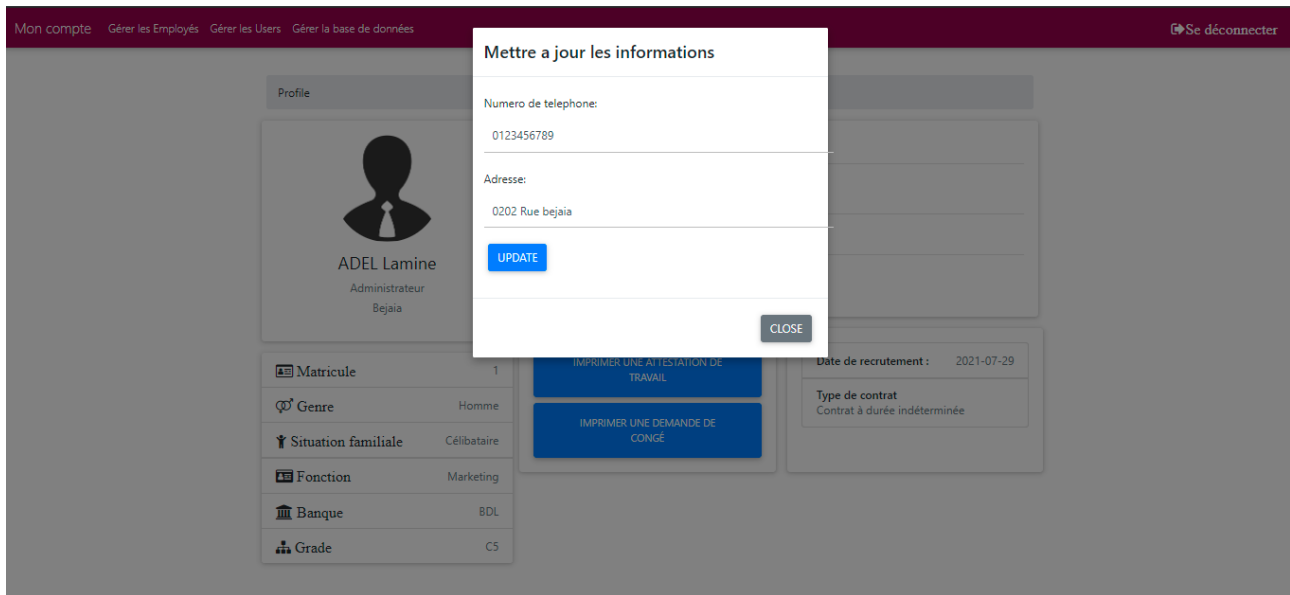 Mon compte Gérer les Employés Gérer les Users Gérer la base de données Se déconnecter
Mettre a jour les informations
Profile
Numero de telephone:
0123456789
Adresse:
0202 Rue bejaia
UPDATE
CLOSE
ADEL Lamine
Administrateur
Bejaia
Matricule 1
Genre Homme
Situation familiale Célibataire
Fonction Marketing
Banque BDL
Grade C5
IMPRIMER UNE ATTESTATION DE
TRAVAIL
IMPRIMER UNE DEMANDE DE
CONGÉ
Date de recrutement : 2021-07-29
Type de contrat
Contrat à durée indéterminée